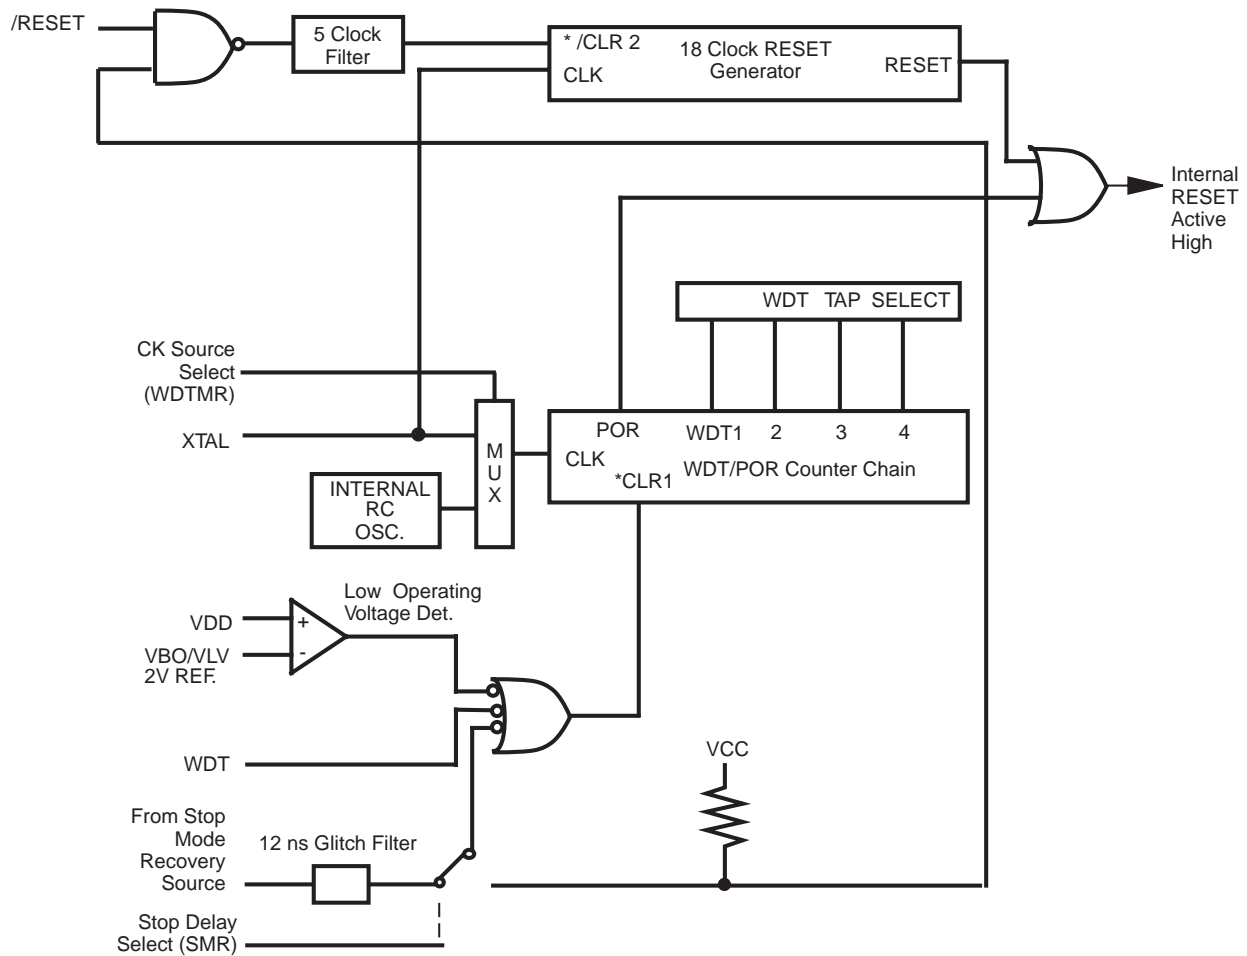 /RESET
5 Clock
Filter
* /CLR 2
CLK
18 Clock RESET
Generator
RESET
Internal
RESET
Active
High
WDT TAP SELECT
CK Source
Select
(WDTMR)
XTAL
INTERNAL
RC
OSC.
M
U
X
POR
CLK
*CLR1
WDT1
2
3
4
WDT/POR Counter Chain
Low Operating
Voltage Det.
VDD
+
VBO/VLV
2V REF.
-
WDT
VCC
From Stop
Mode
Recovery
Source
12 ns Glitch Filter
Stop Delay
Select (SMR)